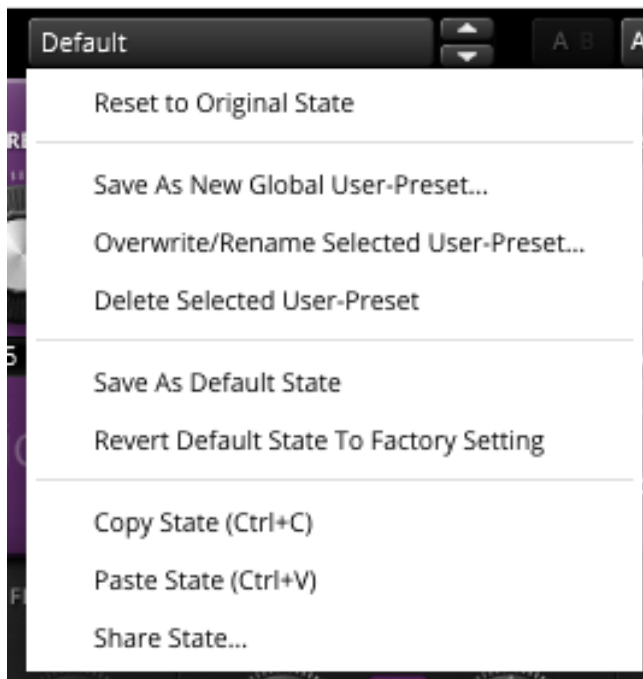 Default
A B
A
RE
Reset to Original State
Save As New Global User-Preset...
Overwrite/Rename Selected User-Preset...
Delete Selected User-Preset
5
Save As Default State
Revert Default State To Factory Setting
Copy State (Ctrl+C)
Paste State (Ctrl+V)
Share State...